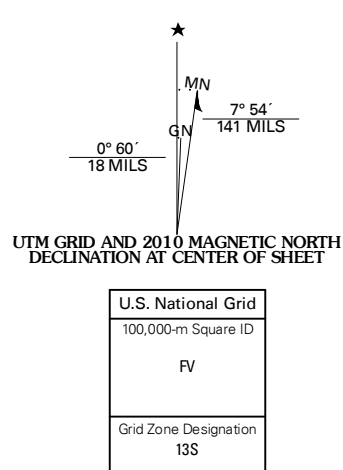 ★
MN
7° 54´
141 MILS
GN
0° 60´
18 MILS
UTM GRID AND 2010 MAGNETIC NORTH
DECLINATION AT CENTER OF SHEET
U.S. National Grid
100,000-m Square ID
FV
Grid Zone Designation
13S